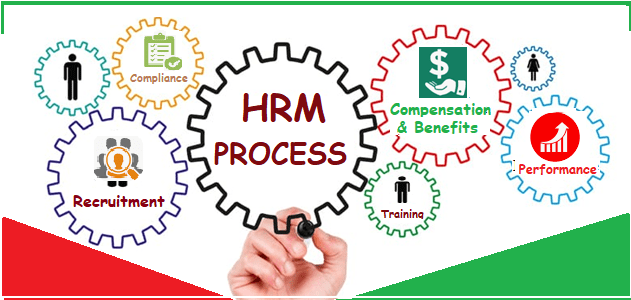 Compliance
HRM
PROCESS
Compensation
& Benefits
$
Recruitment
Training
Performance